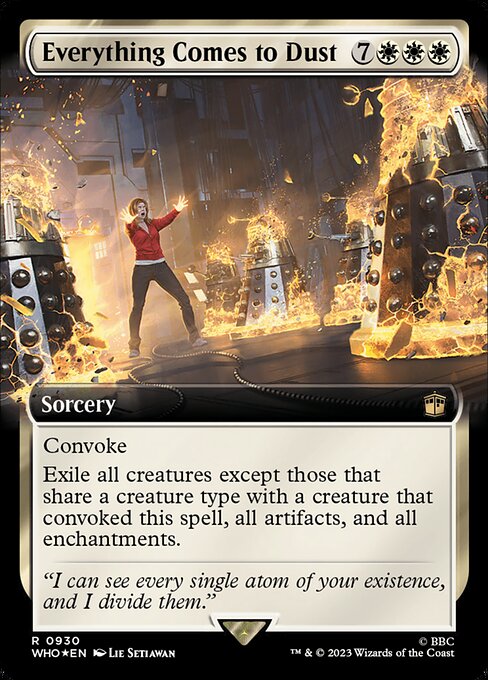 Everything Comes to Dust 7
Sorcery
Convoke
Exile all creatures except those that
share a creature type with a creature that
convoked this spell, all artifacts, and all
enchantments.
“I can see every single atom of your existence,
and I divide them.”
R 0930
WHO★EN Lie Setiawan
© BBC
™ & © 2023 Wizards of the Coast